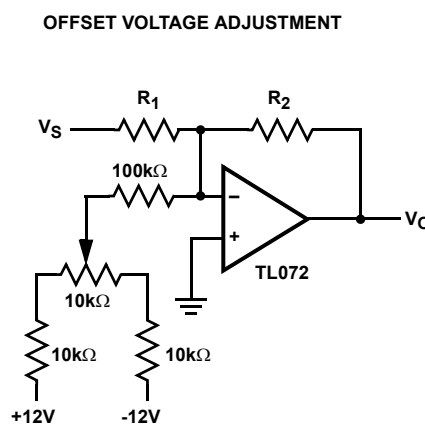 OFFSET VOLTAGE ADJUSTMENT
R1
R2
VS
100kΩ
−
+
VO
TL072
10kΩ
10kΩ
10kΩ
+12V
-12V